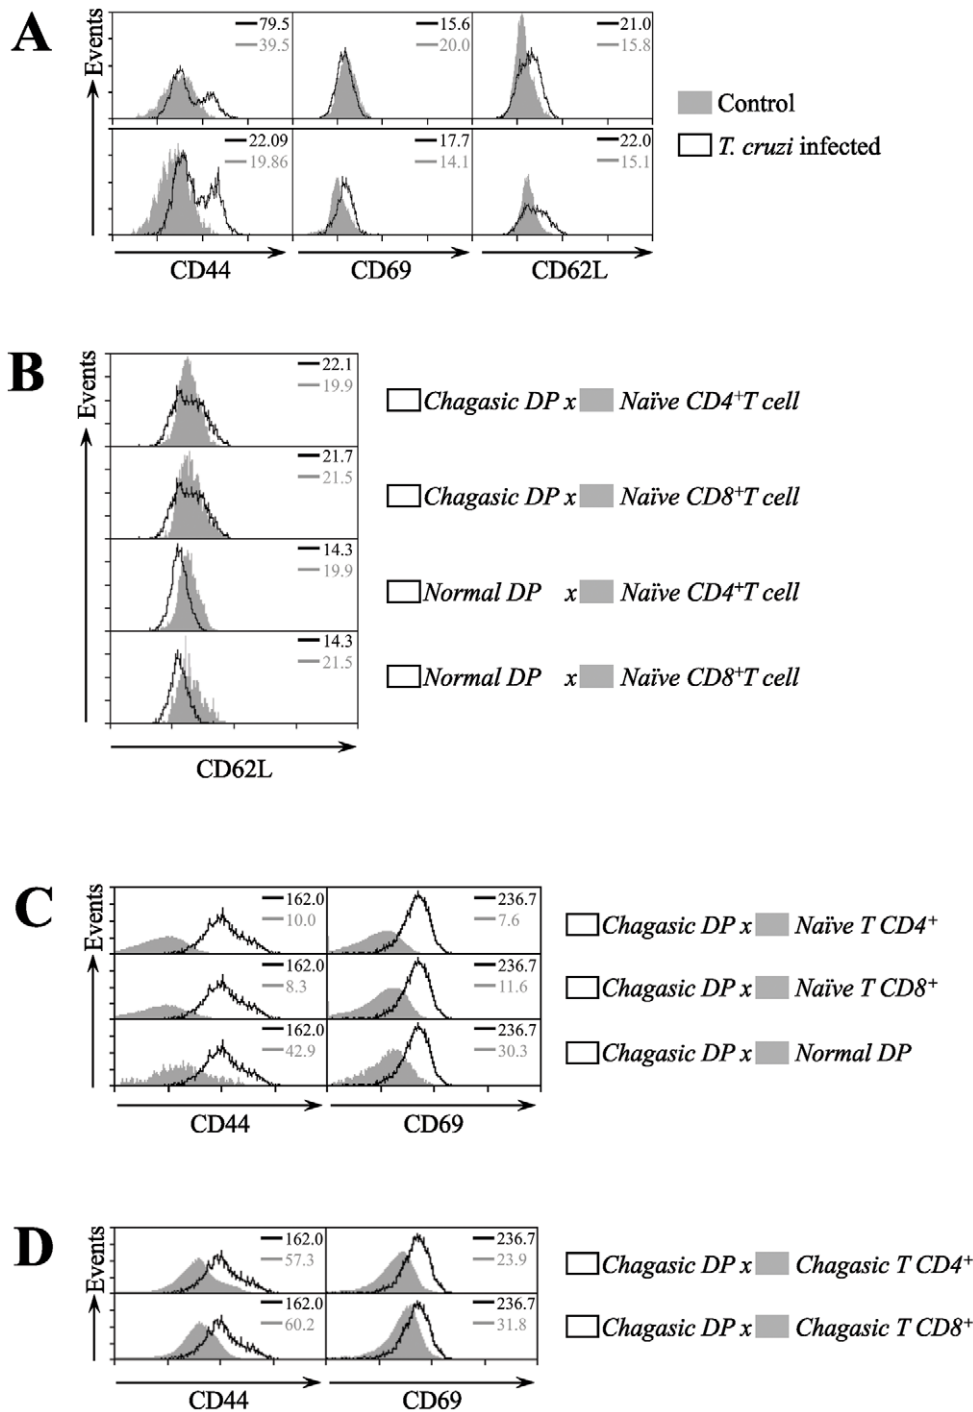 A
Events
79.5
39.5
15.6
20.0
21.0
15.8
Control
T. cruzi infected
22.09
19.86
17.7
14.1
22.0
15.1
CD44
CD69
CD62L
B
Events
22.1
19.9
Chagasic DP x Naïve CD4⁺T cell
21.7
21.5
Chagasic DP x Naïve CD8⁺T cell
14.3
19.9
Normal DP x Naïve CD4⁺T cell
14.3
21.5
Normal DP x Naïve CD8⁺T cell
CD62L
C
Events
162.0
10.0
236.7
7.6
Chagasic DP x Naïve T CD4⁺
162.0
8.3
236.7
11.6
Chagasic DP x Naïve T CD8⁺
162.0
42.9
236.7
30.3
Chagasic DP x Normal DP
CD44
CD69
D
Events
162.0
57.3
236.7
23.9
Chagasic DP x Chagasic T CD4⁺
162.0
60.2
236.7
31.8
Chagasic DP x Chagasic T CD8⁺
CD44
CD69